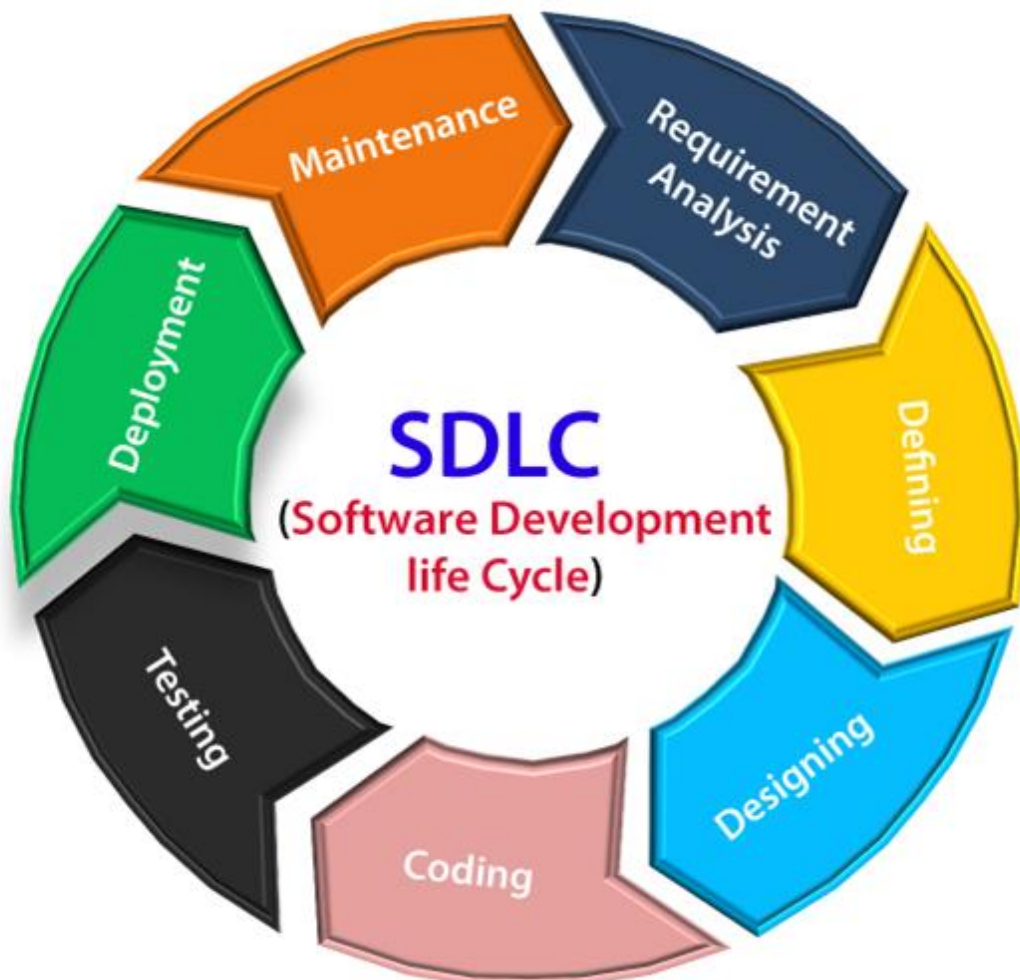 SDLC
(Software Development
life Cycle)
Requirement
Analysis
Defining
Designing
Coding
Testing
Deployment
Maintenance